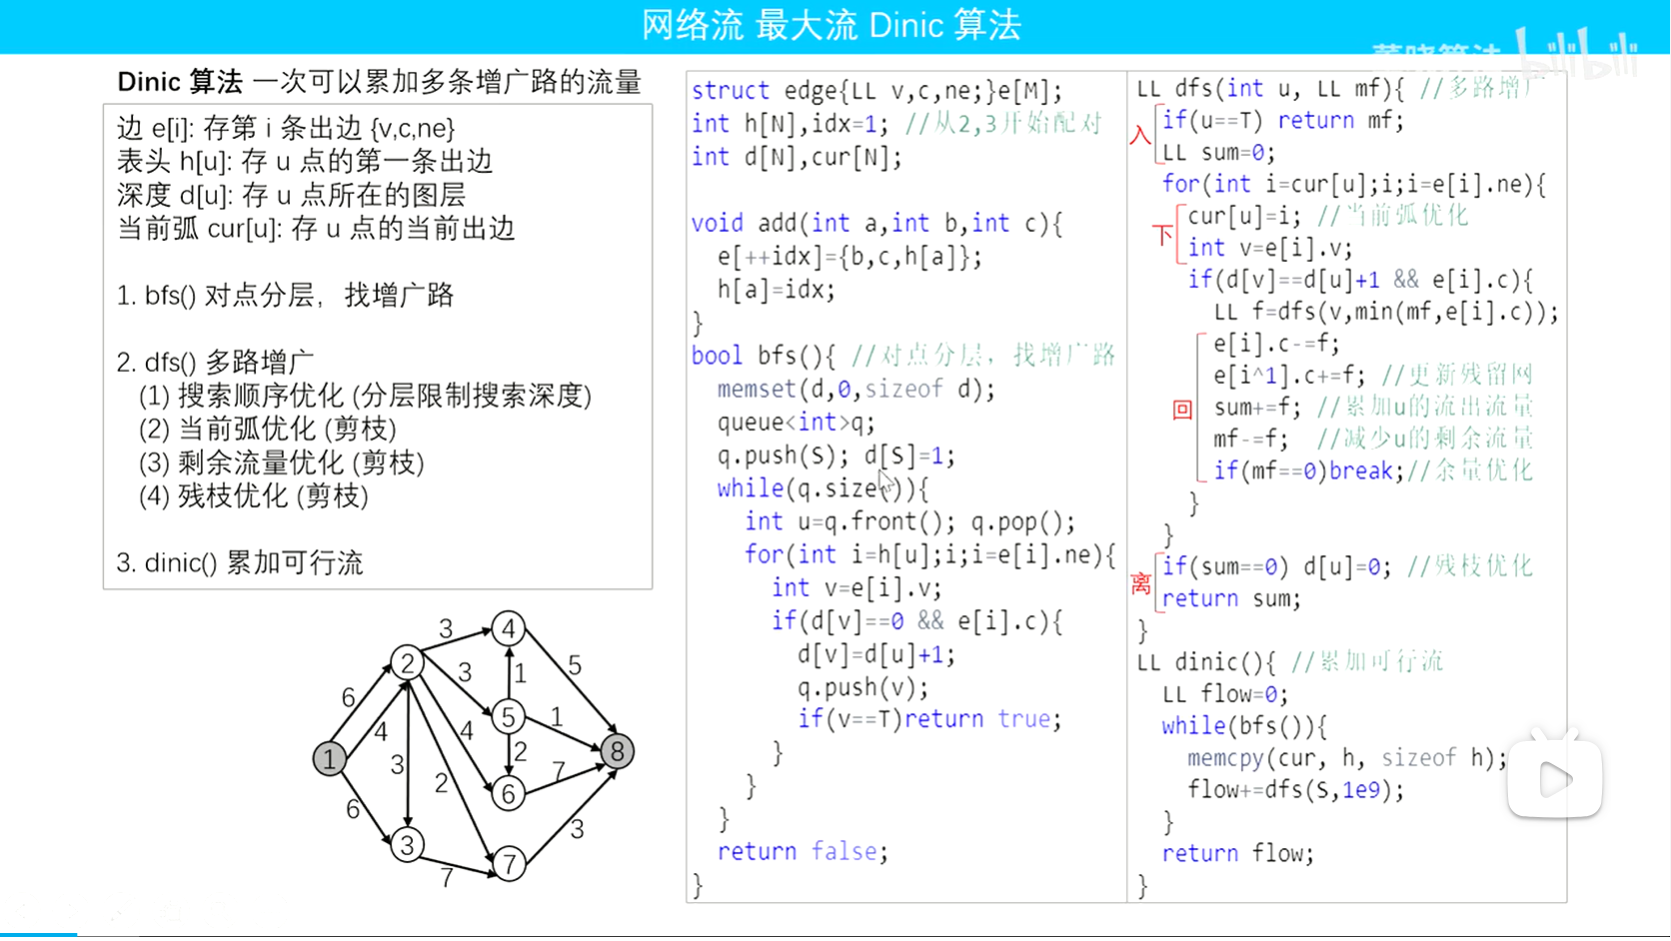 网络流 最大流 Dinic 算法
董晓算法 bilibili
Dinic 算法 一次可以累加多条增广路的流量
边 e[i]: 存第 i 条出边 {v,c,ne}
表头 h[u]: 存 u 点的第一条出边
深度 d[u]: 存 u 点所在的图层
当前弧 cur[u]: 存 u 点的当前出边
1. bfs() 对点分层，找增广路
2. dfs() 多路增广
(1) 搜索顺序优化 (分层限制搜索深度)
(2) 当前弧优化 (剪枝)
(3) 剩余流量优化 (剪枝)
(4) 残枝优化 (剪枝)
3. dinic() 累加可行流
struct edge{LL v,c,ne;}e[M];
int h[N],idx=1; //从2,3开始配对
int d[N],cur[N];
void add(int a,int b,int c){
e[++idx]={b,c,h[a]};
h[a]=idx;
}
bool bfs(){ //对点分层，找增广路
memset(d,0,sizeof d);
queue<int>q;
q.push(S); d[S]=1;
while(q.size()){
int u=q.front(); q.pop();
for(int i=h[u];i;i=e[i].ne){
int v=e[i].v;
if(d[v]==0 && e[i].c){
d[v]=d[u]+1;
q.push(v);
if(v==T)return true;
}
}
}
return false;
}
LL dfs(int u, LL mf){ //多路增广
入 if(u==T) return mf;
LL sum=0;
for(int i=cur[u];i;i=e[i].ne){
cur[u]=i; //当前弧优化
下 int v=e[i].v;
if(d[v]==d[u]+1 && e[i].c){
LL f=dfs(v,min(mf,e[i].c));
e[i].c-=f;
e[i^1].c+=f; //更新残留网
回 sum+=f; //累加u的流出流量
mf-=f; //减少u的剩余流量
if(mf==0)break;//余量优化
}
}
离 if(sum==0) d[u]=0; //残枝优化
return sum;
}
LL dinic(){ //累加可行流
LL flow=0;
while(bfs()){
memcpy(cur, h, sizeof h);
flow+=dfs(S,1e9);
}
return flow;
}
3 4
2 3 1 5
6 5 1
4 4 8
1 3 2 2 7
6 6
3 7 3
7